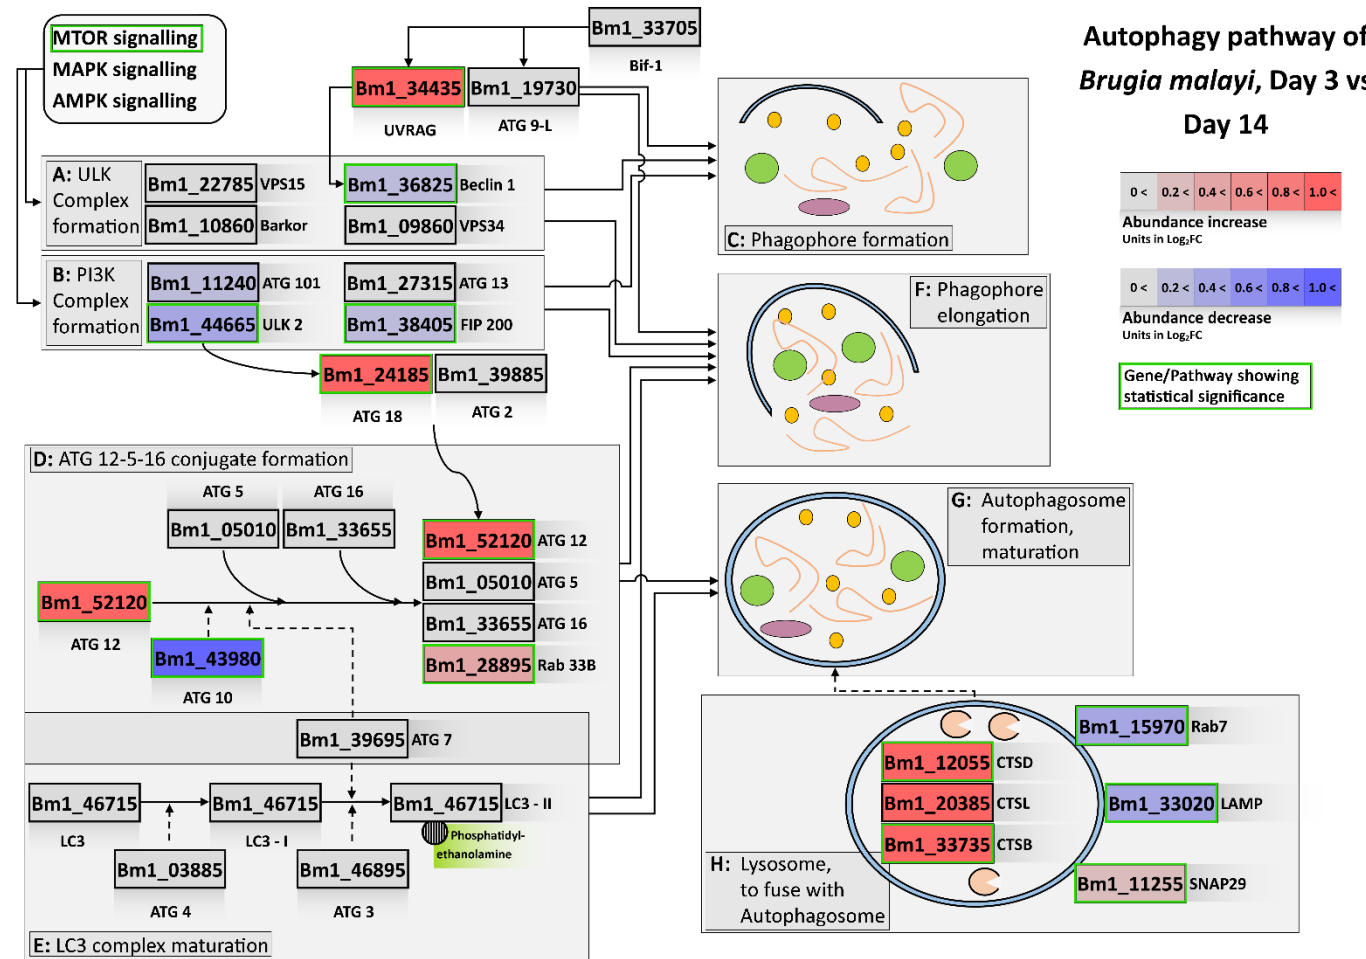 MTOR signalling
MAPK signalling
AMPK signalling
Bm1_33705
Bif-1
Bm1_34435
UVRAG
Bm1_19730
ATG 9-L
Autophagy pathway of
Brugia malayi, Day 3 vs
Day 14
0 <
0.2 <
0.4 <
0.6 <
0.8 <
1.0 <
Abundance increase
Units in Log₂FC
0 <
0.2 <
0.4 <
0.6 <
0.8 <
1.0 <
Abundance decrease
Units in Log₂FC
Gene/Pathway showing
statistical significance
A: ULK
Complex
formation
Bm1_22785 VPS15
Bm1_36825 Beclin 1
Bm1_10860 Barkor
Bm1_09860 VPS34
B: PI3K
Complex
formation
Bm1_11240 ATG 101
Bm1_27315 ATG 13
Bm1_44665 ULK 2
Bm1_38405 FIP 200
Bm1_24185
ATG 18
Bm1_39885
ATG 2
C: Phagophore formation
F: Phagophore
elongation
D: ATG 12-5-16 conjugate formation
ATG 5
Bm1_05010
ATG 16
Bm1_33655
Bm1_52120
ATG 12
Bm1_43980
ATG 10
Bm1_52120 ATG 12
Bm1_05010 ATG 5
Bm1_33655 ATG 16
Bm1_28895 Rab 33B
G: Autophagosome
formation,
maturation
Bm1_39695 ATG 7
Bm1_46715
LC3
Bm1_46715
LC3 - I
Bm1_46715 LC3 - II
Phosphatidyl-
ethanolamine
Bm1_03885
ATG 4
Bm1_46895
ATG 3
E: LC3 complex maturation
Bm1_15970 Rab7
Bm1_12055 CTSD
Bm1_20385 CTSL
Bm1_33020 LAMP
Bm1_33735 CTSB
Bm1_11255 SNAP29
H: Lysosome,
to fuse with
Autophagosome